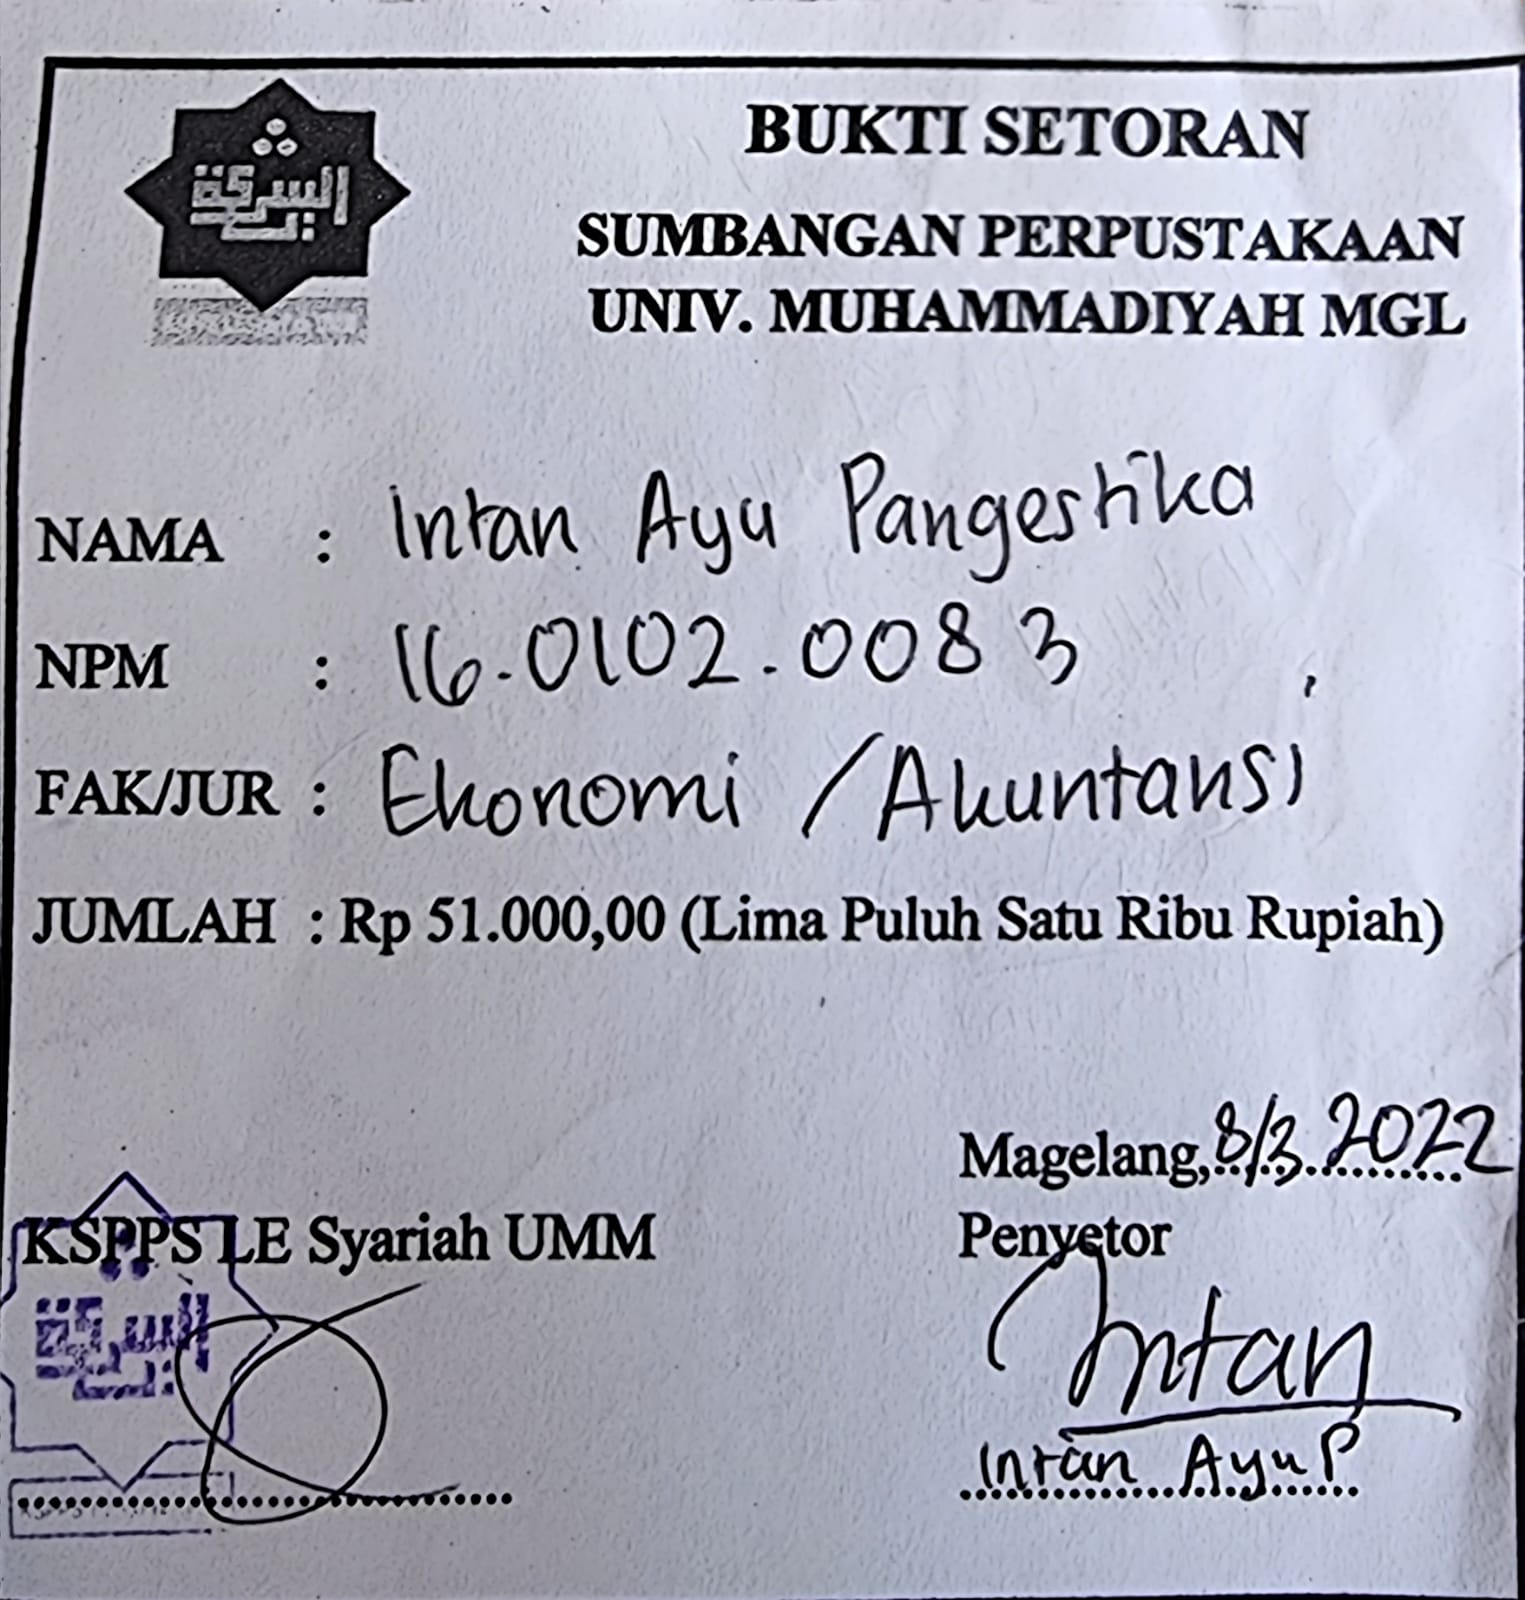 السركة
BUKTI SETORAN
SUMBANGAN PERPUSTAKAAN
UNIV. MUHAMMADIYAH MGL
NAMA : Intan Ayu Pangestika
NPM : 16.0102.0083
FAK/JUR : Ekonomi / Akuntansi
JUMLAH : Rp 51.000,00 (Lima Puluh Satu Ribu Rupiah)
Magelang, 8/3 2022
KSPPS LE Syariah UMM
Penyetor
السركة
Intan
Intan Ayu P